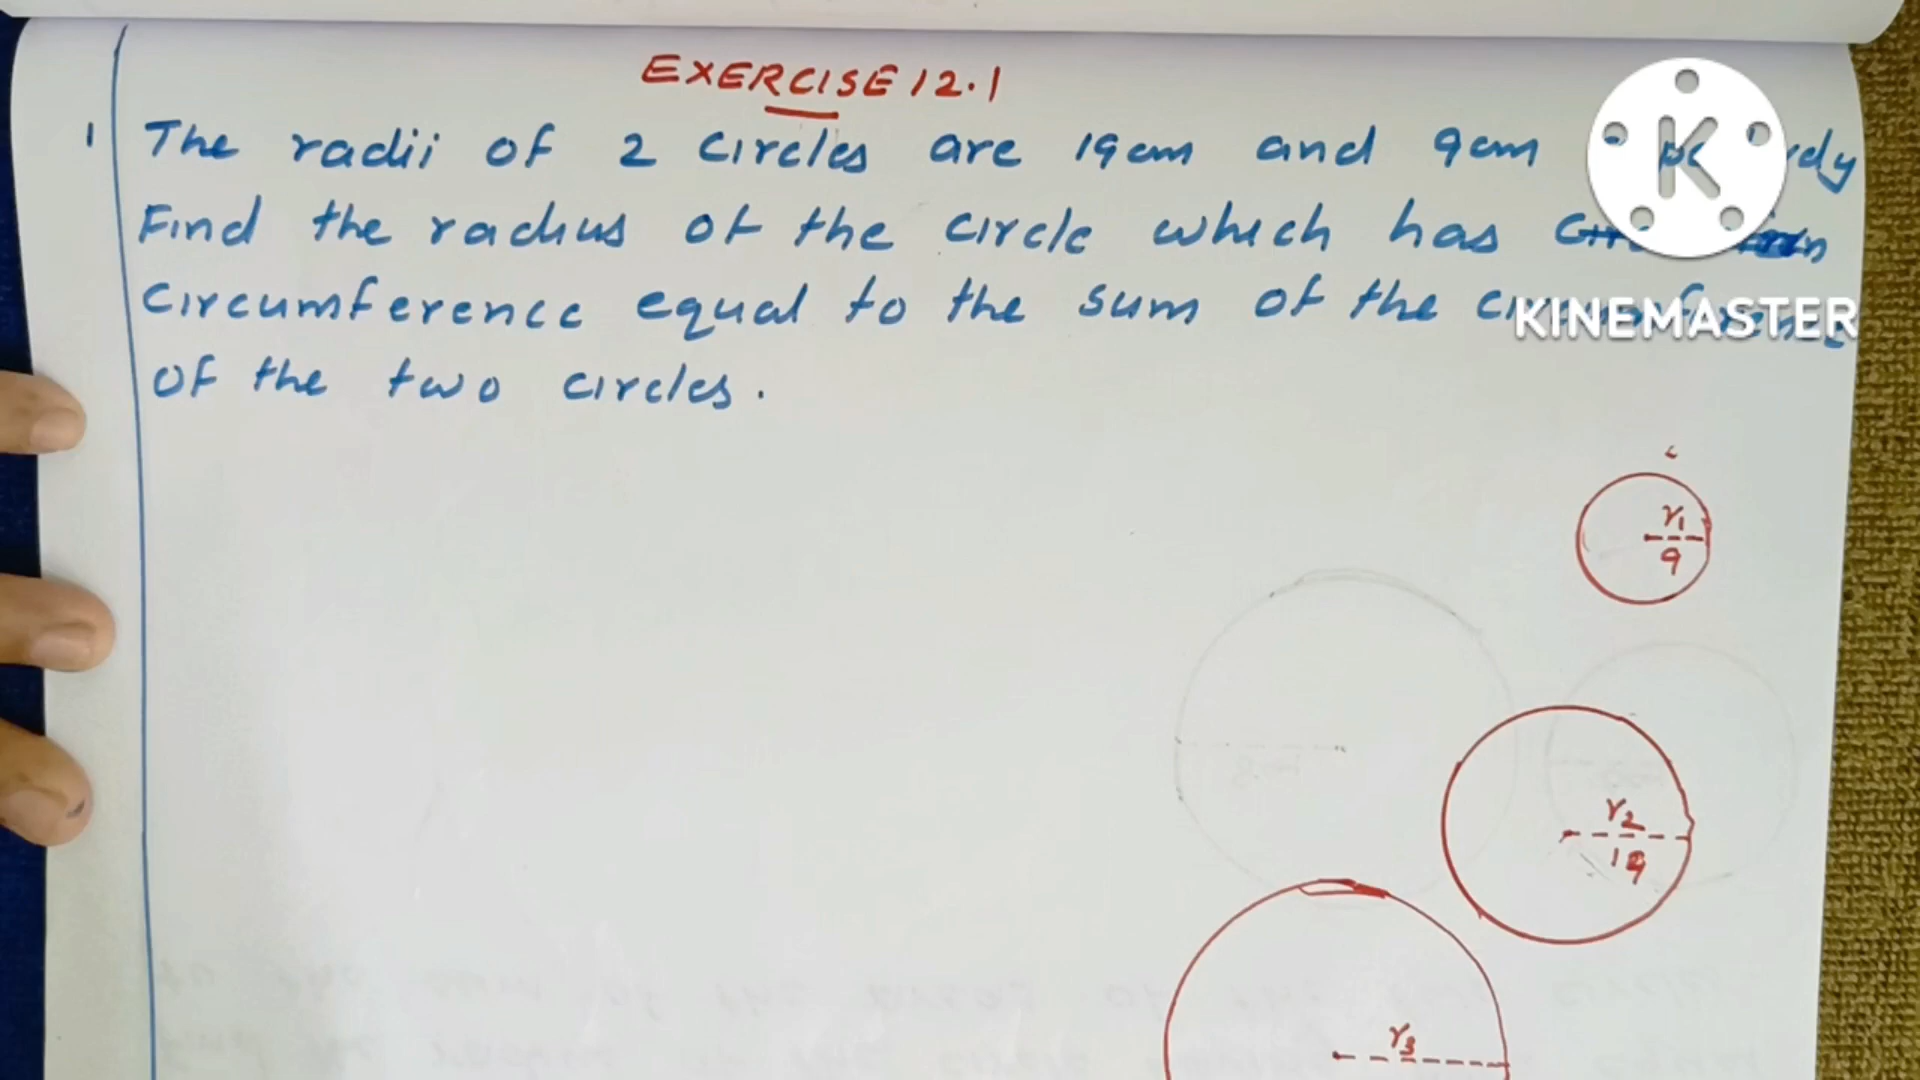 EXERCISE 12.1
1 The radii of 2 circles are 19cm and 9cm
Find the radius of the circle which has
circumference equal to the sum of the
of the two circles.
K
KINEMASTER
r1
9
r2
19
r3